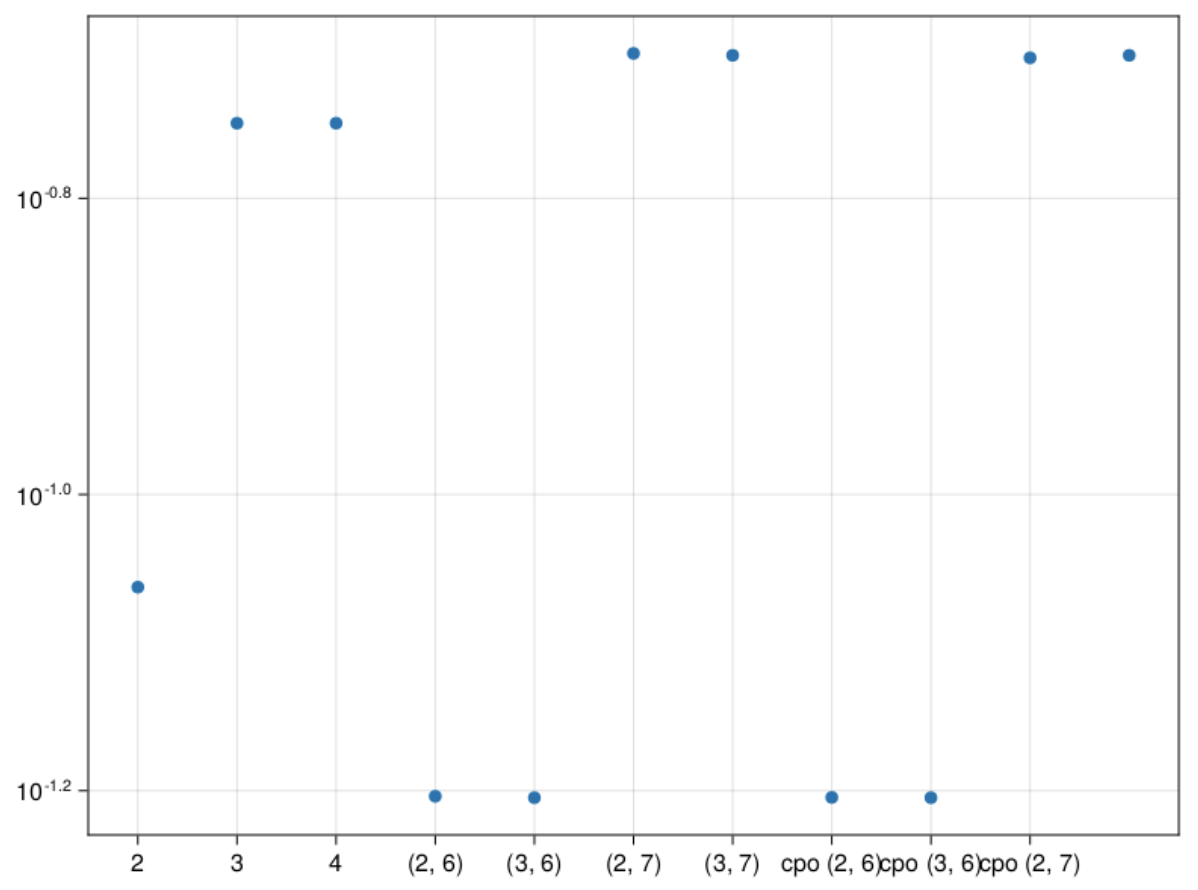 10^-0.8
10^-1.0
10^-1.2
2 3 4 (2, 6) (3, 6) (2, 7) (3, 7) cpo (2, 6) cpo (3, 6) cpo (2, 7)